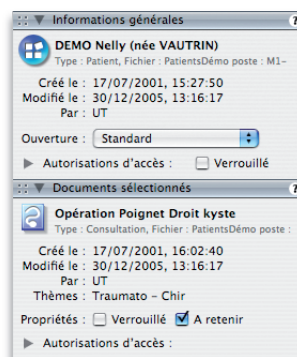 Informations générales
DEMO Nelly (née VAUTRIN)
Type : Patient, Fichier : PatientsDémo poste : M1-
Créé le : 17/07/2001, 15:27:50
Modifié le : 30/12/2005, 13:16:17
Par : UT
Ouverture : Standard
Autorisations d'accès : Verrouillé
Documents sélectionnés
Opération Poignet Droit kyste
Type : Consultation, Fichier : PatientsDémo poste :
Créé le : 17/07/2001, 16:02:40
Modifié le : 30/12/2005, 13:16:17
Par : UT
Thèmes : Traumato - Chir
Propriétés : Verrouillé A retenir
Autorisations d'accès :